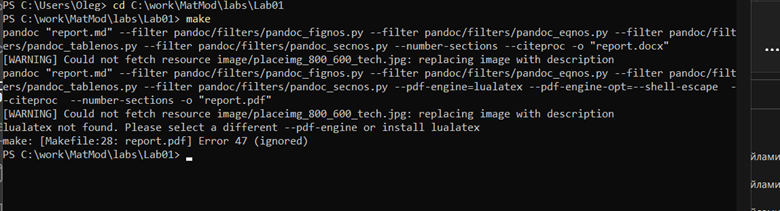 PS C:\Users\Oleg> cd C:\work\MatMod\labs\Lab01
PS C:\work\MatMod\labs\Lab01> make
pandoc "report.md" --filter pandoc/filters/pandoc_fignos.py --filter pandoc/filters/pandoc_eqnos.py --filter pandoc/filt
ers/pandoc_tablenos.py --filter pandoc/filters/pandoc_secnos.py --number-sections --citeproc -o "report.docx"
[WARNING] Could not fetch resource image/placeimg_800_600_tech.jpg: replacing image with description
pandoc "report.md" --filter pandoc/filters/pandoc_fignos.py --filter pandoc/filters/pandoc_eqnos.py --filter pandoc/filt
ers/pandoc_tablenos.py --filter pandoc/filters/pandoc_secnos.py --pdf-engine=lualatex --pdf-engine-opt=--shell-escape  -
-citeproc  --number-sections -o "report.pdf"
[WARNING] Could not fetch resource image/placeimg_800_600_tech.jpg: replacing image with description
lualatex not found. Please select a different --pdf-engine or install lualatex
make: [Makefile:28: report.pdf] Error 47 (ignored)
PS C:\work\MatMod\labs\Lab01>
...
йлами
йлами